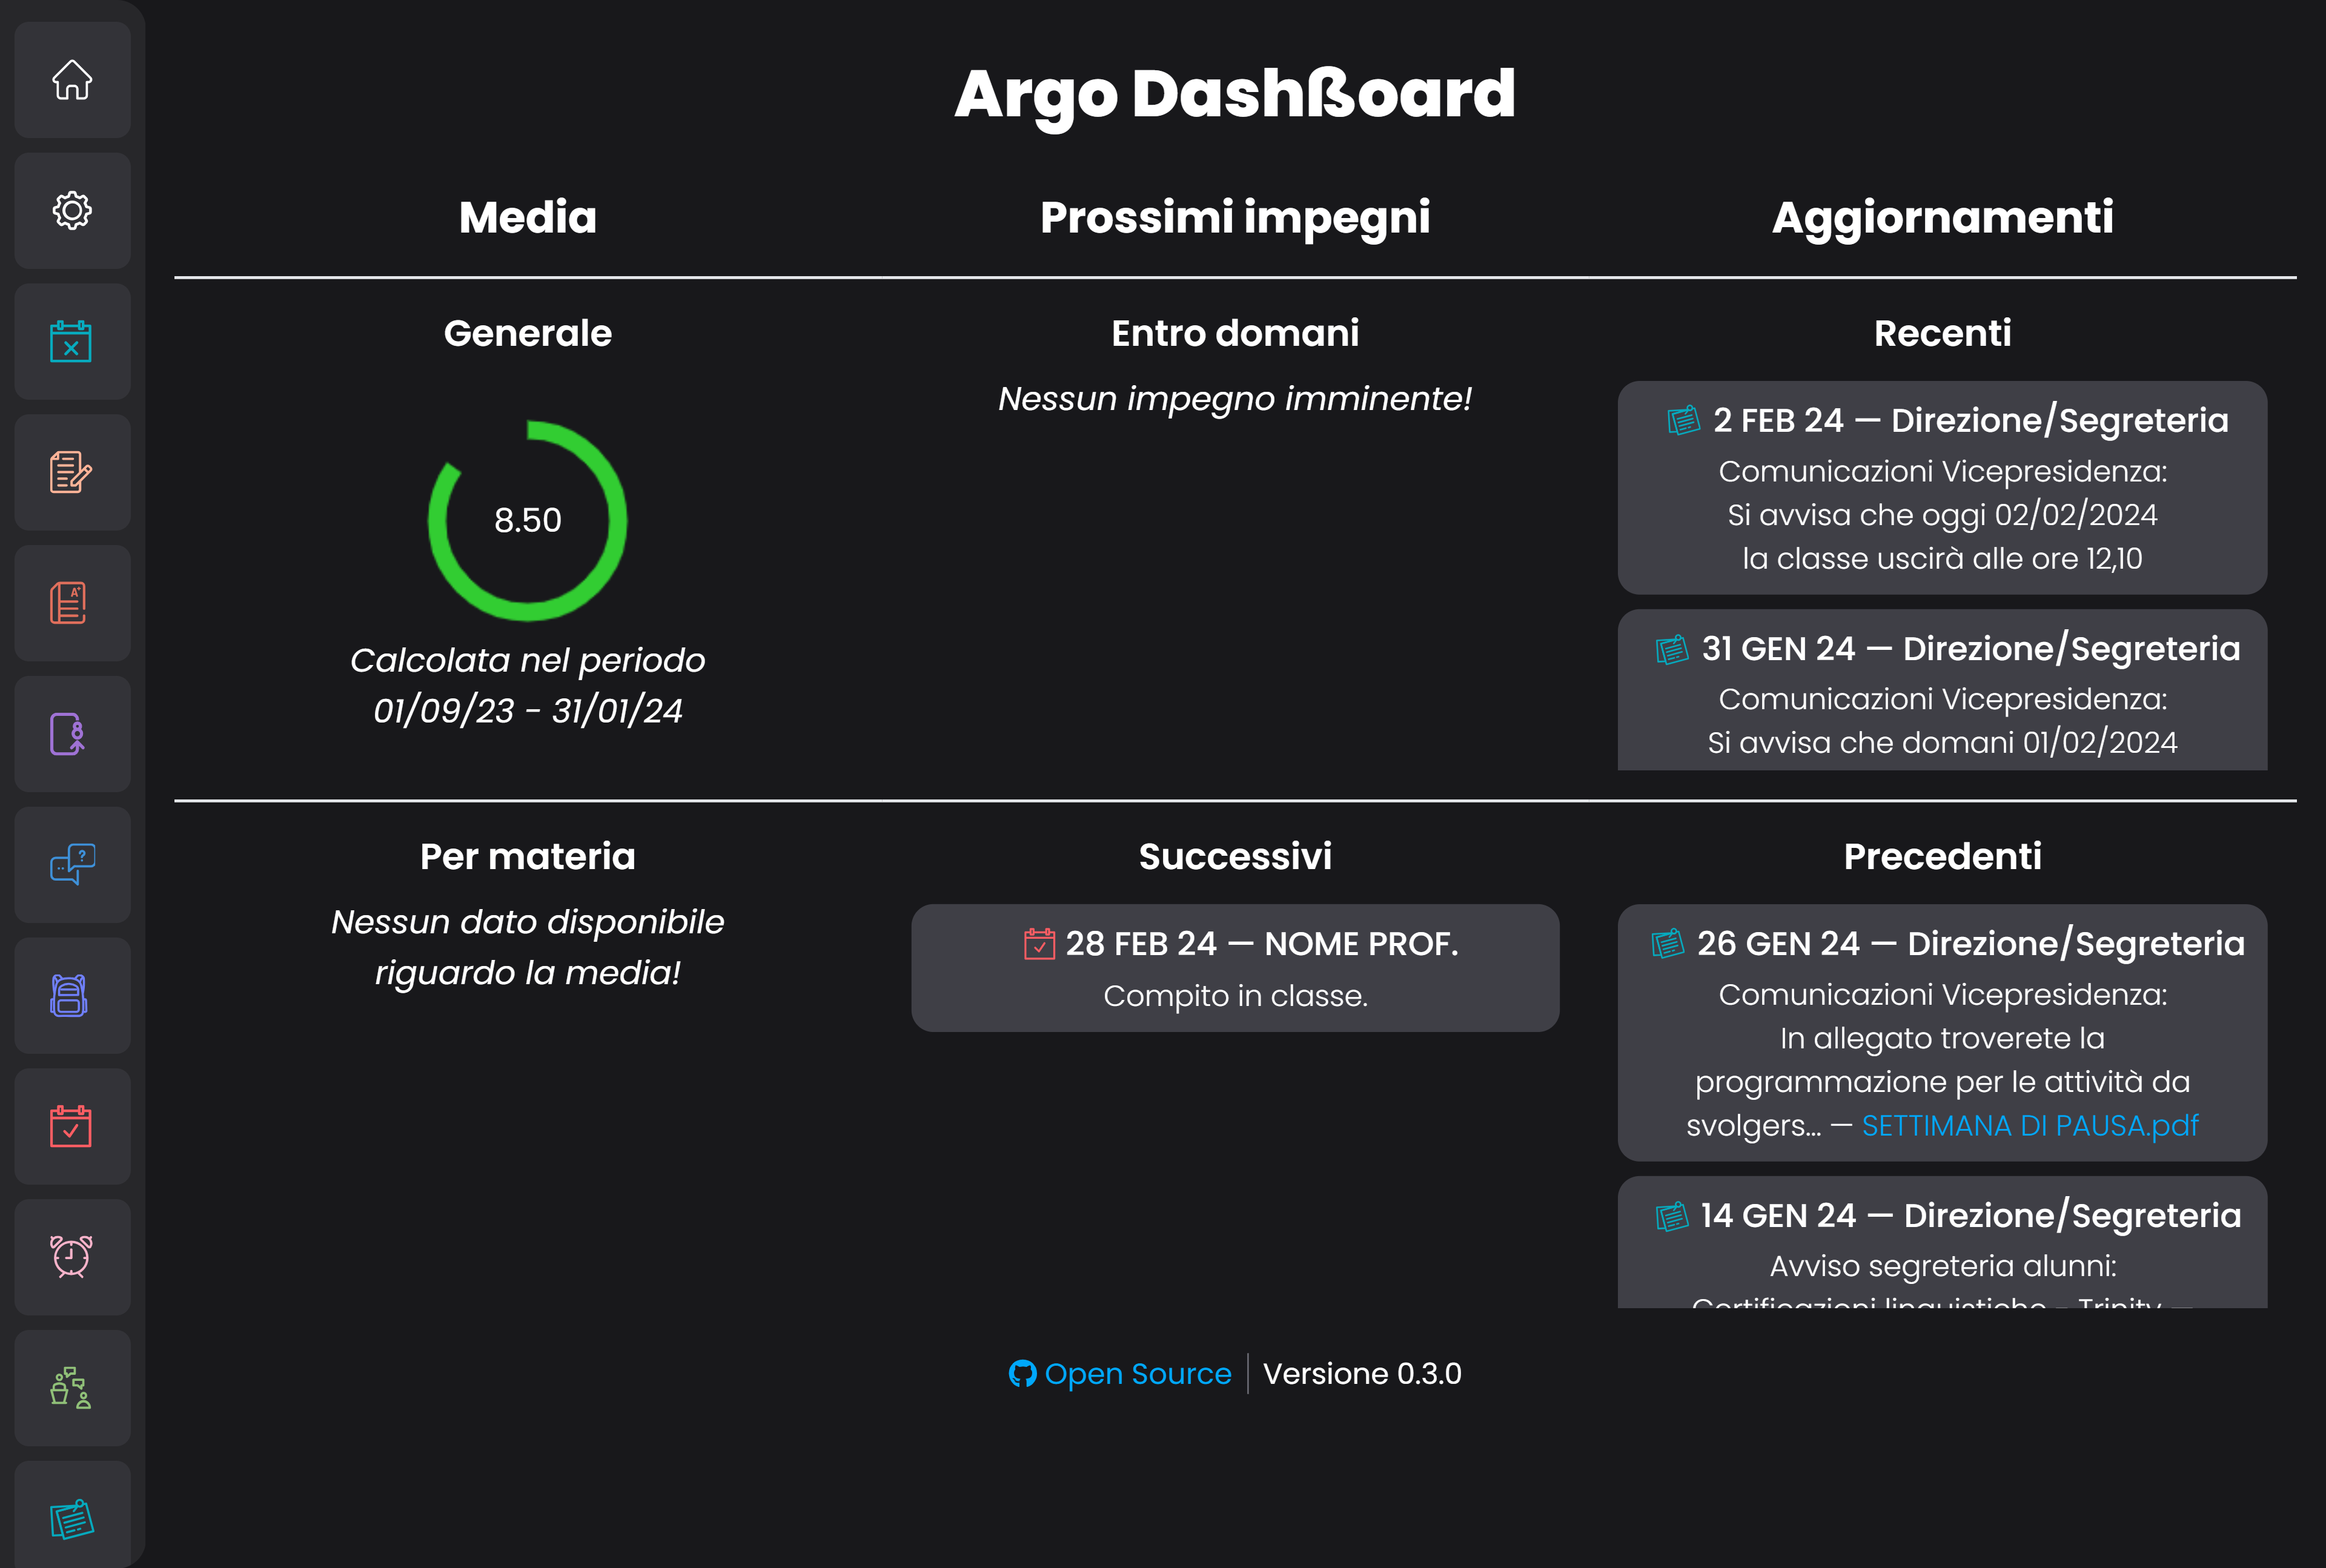 Argo Dashßoard
Media
Generale
8.50
Calcolata nel periodo
01/09/23 - 31/01/24
Per materia
Nessun dato disponibile
riguardo la media!
Prossimi impegni
Entro domani
Nessun impegno imminente!
Successivi
28 FEB 24 — NOME PROF.
Compito in classe.
Aggiornamenti
Recenti
2 FEB 24 — Direzione/Segreteria
Comunicazioni Vicepresidenza:
Si avvisa che oggi 02/02/2024
la classe uscirà alle ore 12,10
31 GEN 24 — Direzione/Segreteria
Comunicazioni Vicepresidenza:
Si avvisa che domani 01/02/2024
Precedenti
26 GEN 24 — Direzione/Segreteria
Comunicazioni Vicepresidenza:
In allegato troverete la
programmazione per le attività da
svolgers... — SETTIMANA DI PAUSA.pdf
14 GEN 24 — Direzione/Segreteria
Avviso segreteria alunni:
Certificazioni linguistiche - Trinity —
Open Source
Versione 0.3.0